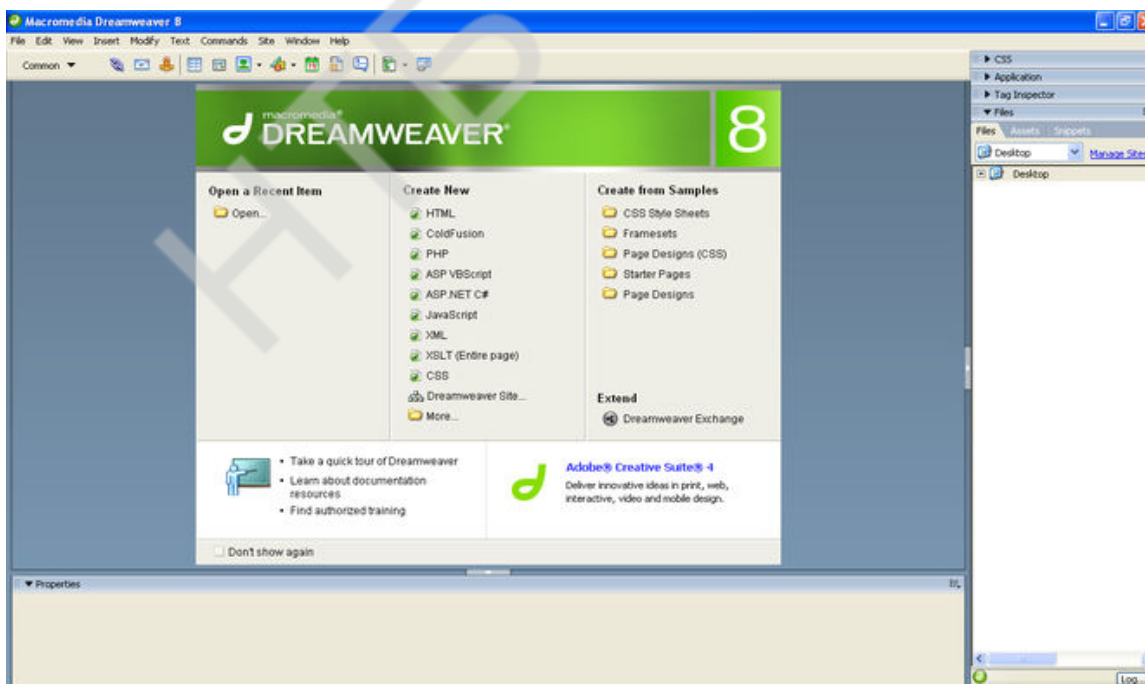 Macromedia Dreamweaver 8
File Edit View Insert Modify Text Commands Site Window Help
Common
macromedia®
DREAMWEAVER® 8
Open a Recent Item
Open...
Create New
HTML
ColdFusion
PHP
ASP VBScript
ASP.NET C#
JavaScript
XML
XSLT (Entire page)
CSS
Dreamweaver Site...
More...
Create from Samples
CSS Style Sheets
Framesets
Page Designs (CSS)
Starter Pages
Page Designs
Extend
Dreamweaver Exchange
• Take a quick tour of Dreamweaver
• Learn about documentation
resources
• Find authorized training
Adobe® Creative Suite® 4
Deliver innovative ideas in print, web,
interactive, video and mobile design.
Don't show again
Properties
CSS
Application
Tag Inspector
Files
Files Assets Snippets
Desktop Manage Sites
Desktop
Log...